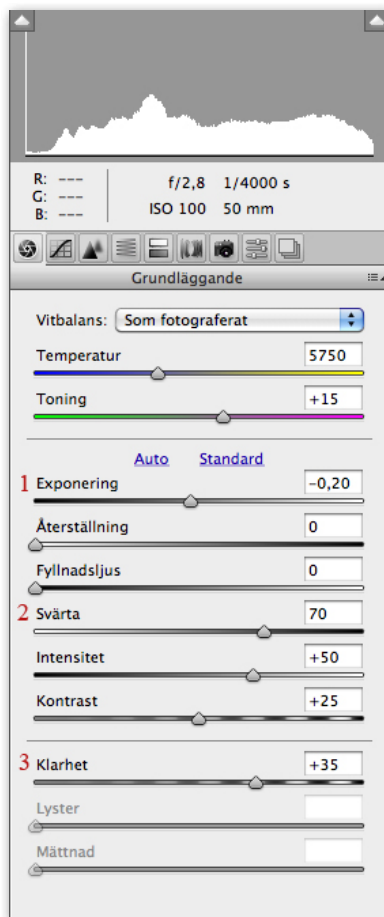 R: ---
G: ---
B: ---
f/2,8 1/4000 s
ISO 100 50 mm
Grundläggande
Vitbalans: Som fotograferat
Temperatur 5750
Toning +15
Auto Standard
1 Exponering -0,20
Återställning 0
Fyllnadsljus 0
2 Svärta 70
Intensitet +50
Kontrast +25
3 Klarhet +35
Lyster
Mättnad